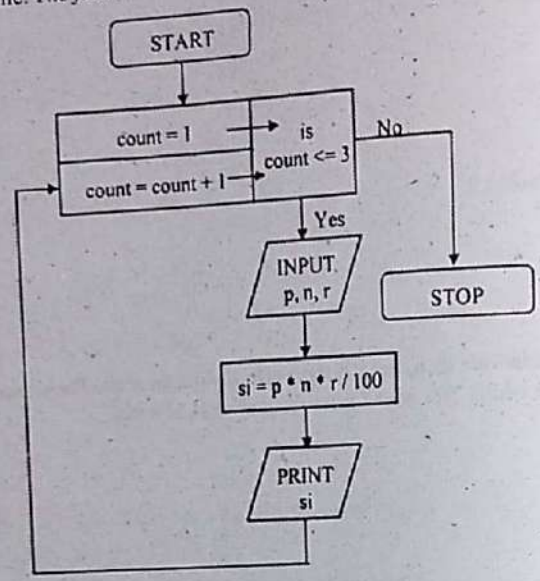 START
count = 1
is
count <= 3
No
count = count + 1
Yes
INPUT.
p, n, r
STOP
si = p * n * r / 100
PRINT
si